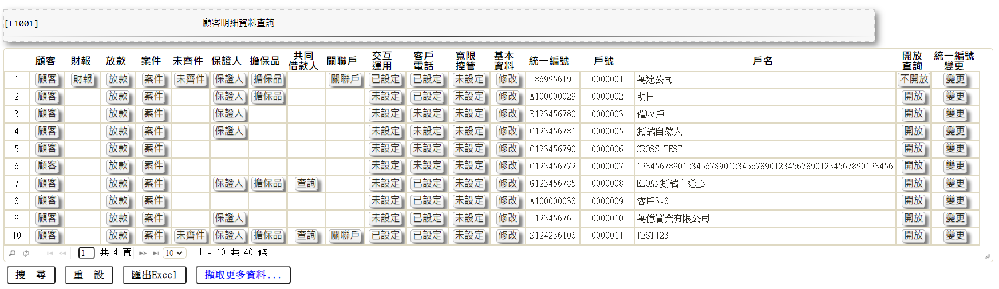 [L1001] 顧客明細資料查詢
顧客 財報 放款 案件 未齊件 保證人 擔保品 共同借款人 關聯戶 交互運用 客戶電話 寬限控管 基本資料 統一編號 戶號 戶名 開放查詢 統一編號變更
1 顧客 財報 放款 案件 未齊件 保證人 擔保品 關聯戶 已設定 已設定 未設定 修改 86995619 0000001 萬達公司 不開放 變更
2 顧客 放款 案件 保證人 擔保品 未設定 已設定 未設定 修改 A100000029 0000002 明日 開放 變更
3 顧客 放款 案件 保證人 未設定 未設定 未設定 修改 B123456780 0000003 催收戶 開放 變更
4 顧客 放款 案件 保證人 未設定 未設定 未設定 修改 C123456781 0000005 測試自然人 開放 變更
5 顧客 放款 案件 未設定 未設定 未設定 修改 C123456790 0000006 CROSS TEST 開放 變更
6 顧客 放款 案件 未設定 未設定 未設定 修改 C123456772 0000007 123456789012345678901234567890123456789012345678901234567 開放 變更
7 顧客 放款 案件 保證人 擔保品 查詢 未設定 已設定 未設定 修改 G123456785 0000008 ELOAN測試上送_3 開放 變更
8 顧客 放款 案件 未設定 已設定 未設定 修改 A100000038 0000009 客戶3-8 開放 變更
9 顧客 放款 案件 保證人 未設定 已設定 未設定 修改 12345676 0000010 萬億實業有限公司 開放 變更
10 顧客 放款 案件 未齊件 保證人 擔保品 查詢 關聯戶 已設定 已設定 未設定 修改 S124236106 0000011 TEST123 開放 變更
1 共 4 頁 10 1 - 10 共 40 條
搜 尋 重 設 匯出Excel 擷取更多資料...